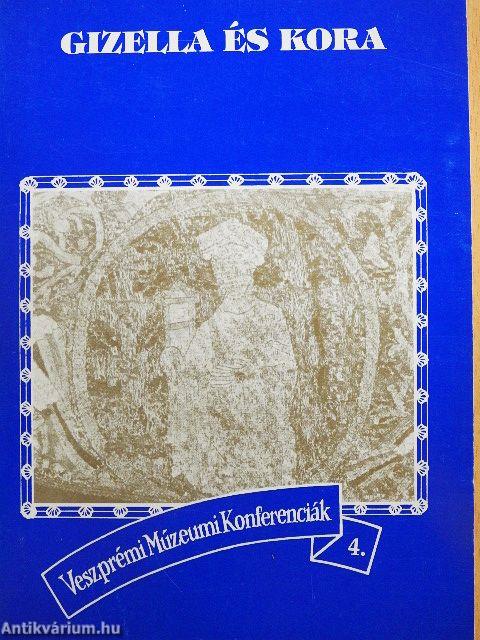 GIZELLA ÉS KORA
Veszprémi Múzeumi Konferenciák
4.
Antikvárium.hu